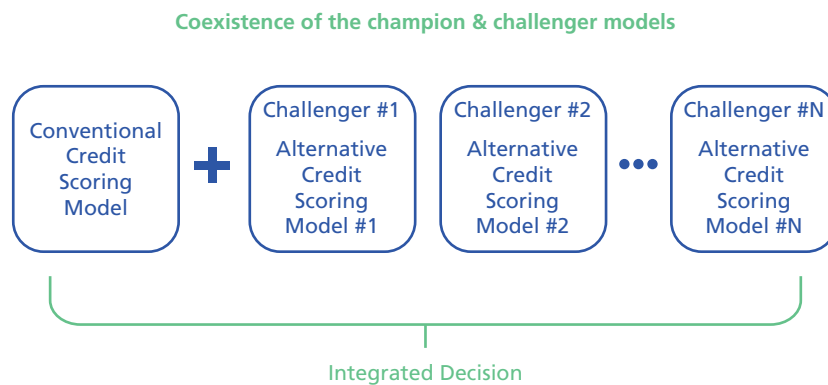 Coexistence of the champion & challenger models
Conventional
Credit
Scoring
Model
Challenger #1
Alternative
Credit
Scoring
Model #1
Challenger #2
Alternative
Credit
Scoring
Model #2
Challenger #N
Alternative
Credit
Scoring
Model #N
Integrated Decision